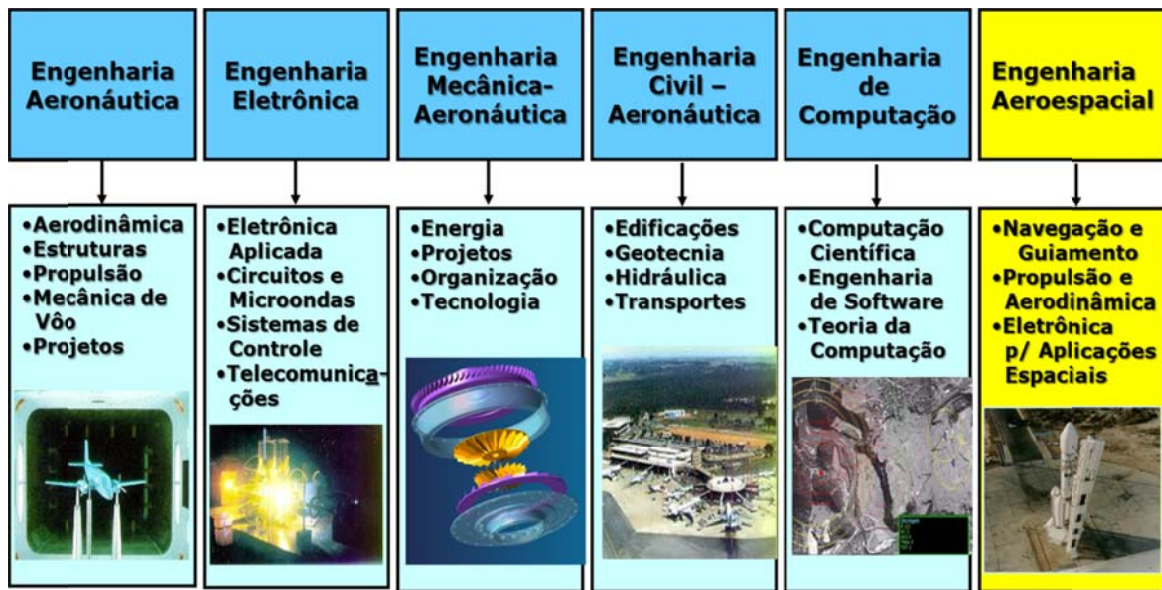 Engenharia
Aeronáutica
Engenharia
Eletrônica
Engenharia
Mecânica-
Aeronáutica
Engenharia
Civil –
Aeronáutica
Engenharia
de
Computação
Engenharia
Aeroespacial
•Aerodinâmica
•Estruturas
•Propulsão
•Mecânica de
Vôo
•Projetos
•Eletrônica
Aplicada
•Circuitos e
Microondas
•Sistemas de
Controle
•Telecomunica-
ções
•Energia
•Projetos
•Organização
•Tecnologia
•Edificações
•Geotecnia
•Hidráulica
•Transportes
•Computação
Científica
•Engenharia
de Software
•Teoria da
Computação
•Navegação e
Guiamento
•Propulsão e
Aerodinâmica
•Eletrônica
p/ Aplicações
Espaciais